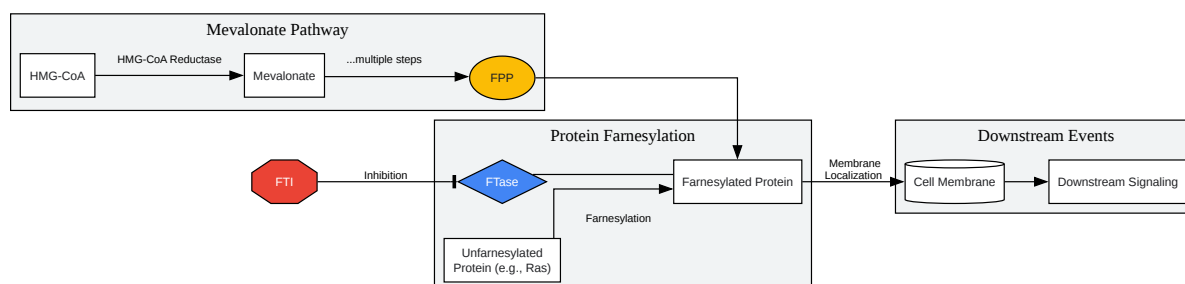 Mevalonate Pathway
HMG-CoA
HMG-CoA Reductase
Mevalonate
...multiple steps
FPP
Protein Farnesylation
FTI
Inhibition
FTase
Farnesylated Protein
Farnesylation
Unfarnesylated
Protein (e.g., Ras)
Membrane
Localization
Downstream Events
Cell Membrane
Downstream Signaling